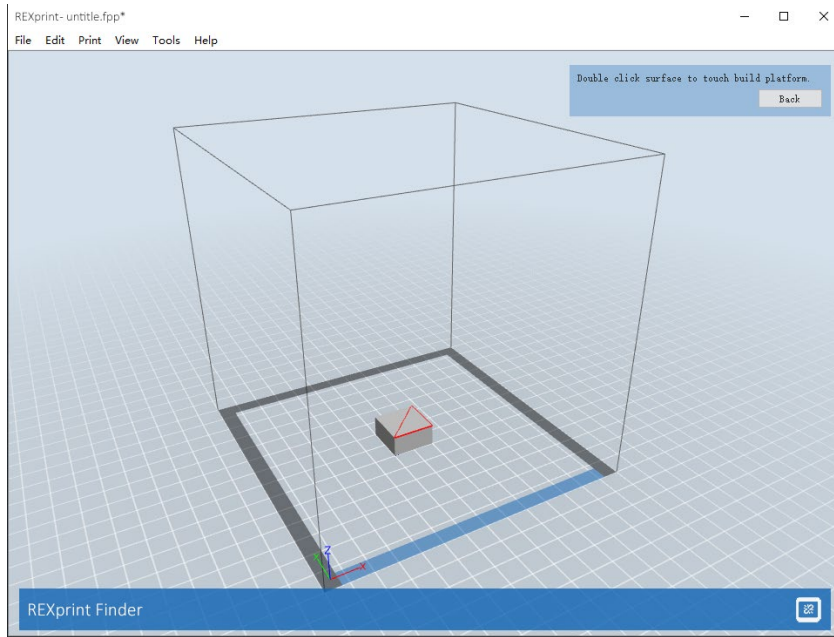 REXprint- untitle.fpp*
File Edit Print View Tools Help
Double click surface to touch build platform.
Back
Z
Y
X
REXprint Finder